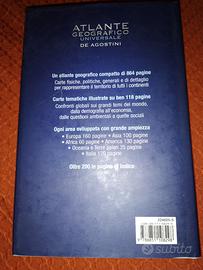 ATLANTE
GEOGRAFICO
UNIVERSALE
DE AGOSTINI
Un atlante geografico compatto di 864 pagine
Carte fisiche, politiche, generali e di dettaglio
per rappresentare il territorio di tutti i continenti
Carte tematiche illustrate su ben 118 pagine
Confronti globali sui grandi temi del mondo,
dalla demografia all'economia,
dalle questioni ambientali a quelle sociali
Ogni area sviluppata con grande ampiezza
• Europa 160 pagine • Asia 100 pagine
• Africa 60 pagine • America 130 pagine
• Oceania e Terre polari 25 pagine
• Italia 170 pagine
Oltre 200 in pagine di Indice
subito